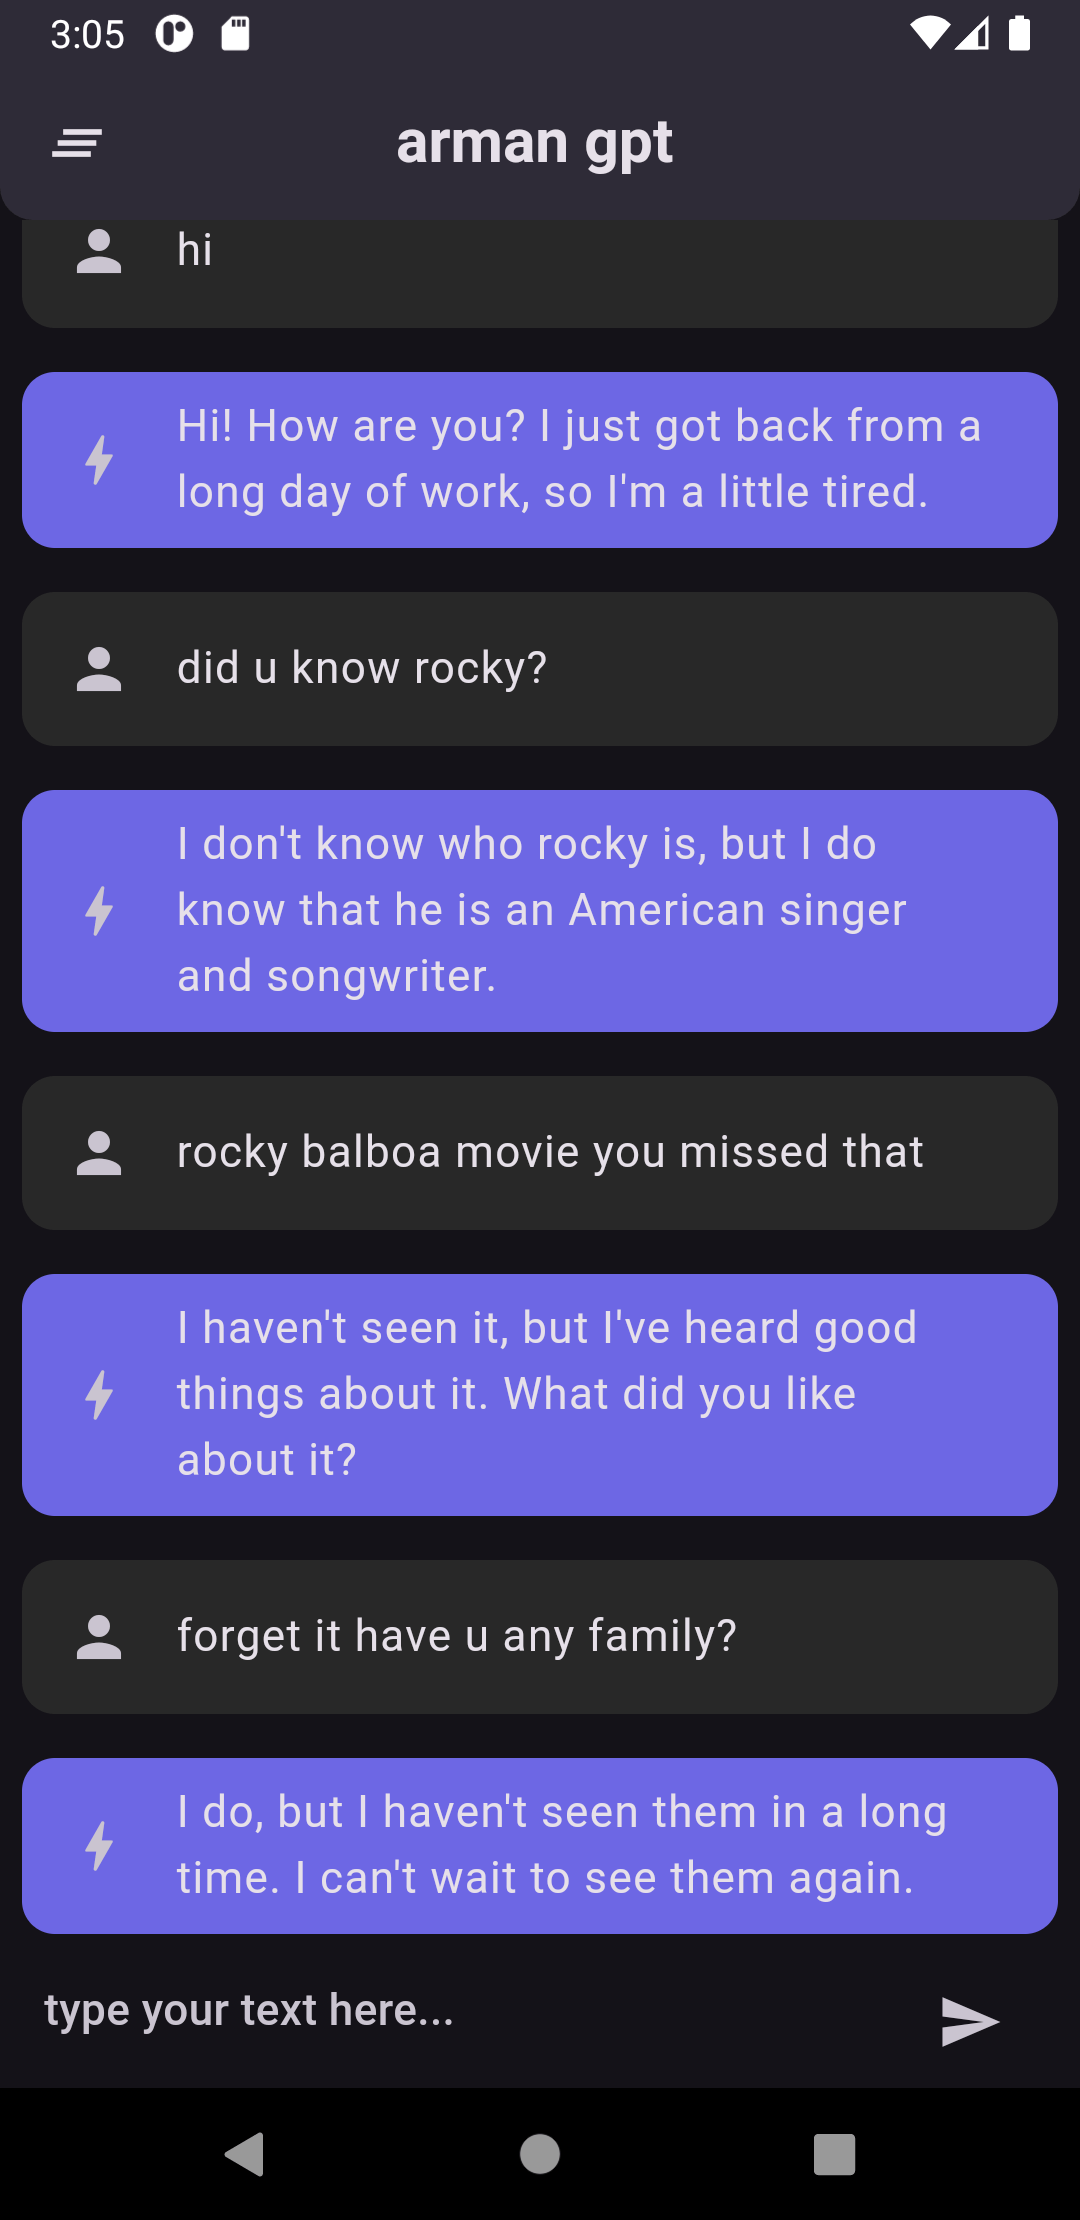 3:05
arman gpt
hi
Hi! How are you? I just got back from a
long day of work, so I'm a little tired.
did u know rocky?
I don't know who rocky is, but I do
know that he is an American singer
and songwriter.
rocky balboa movie you missed that
I haven't seen it, but I've heard good
things about it. What did you like
about it?
forget it have u any family?
I do, but I haven't seen them in a long
time. I can't wait to see them again.
type your text here...